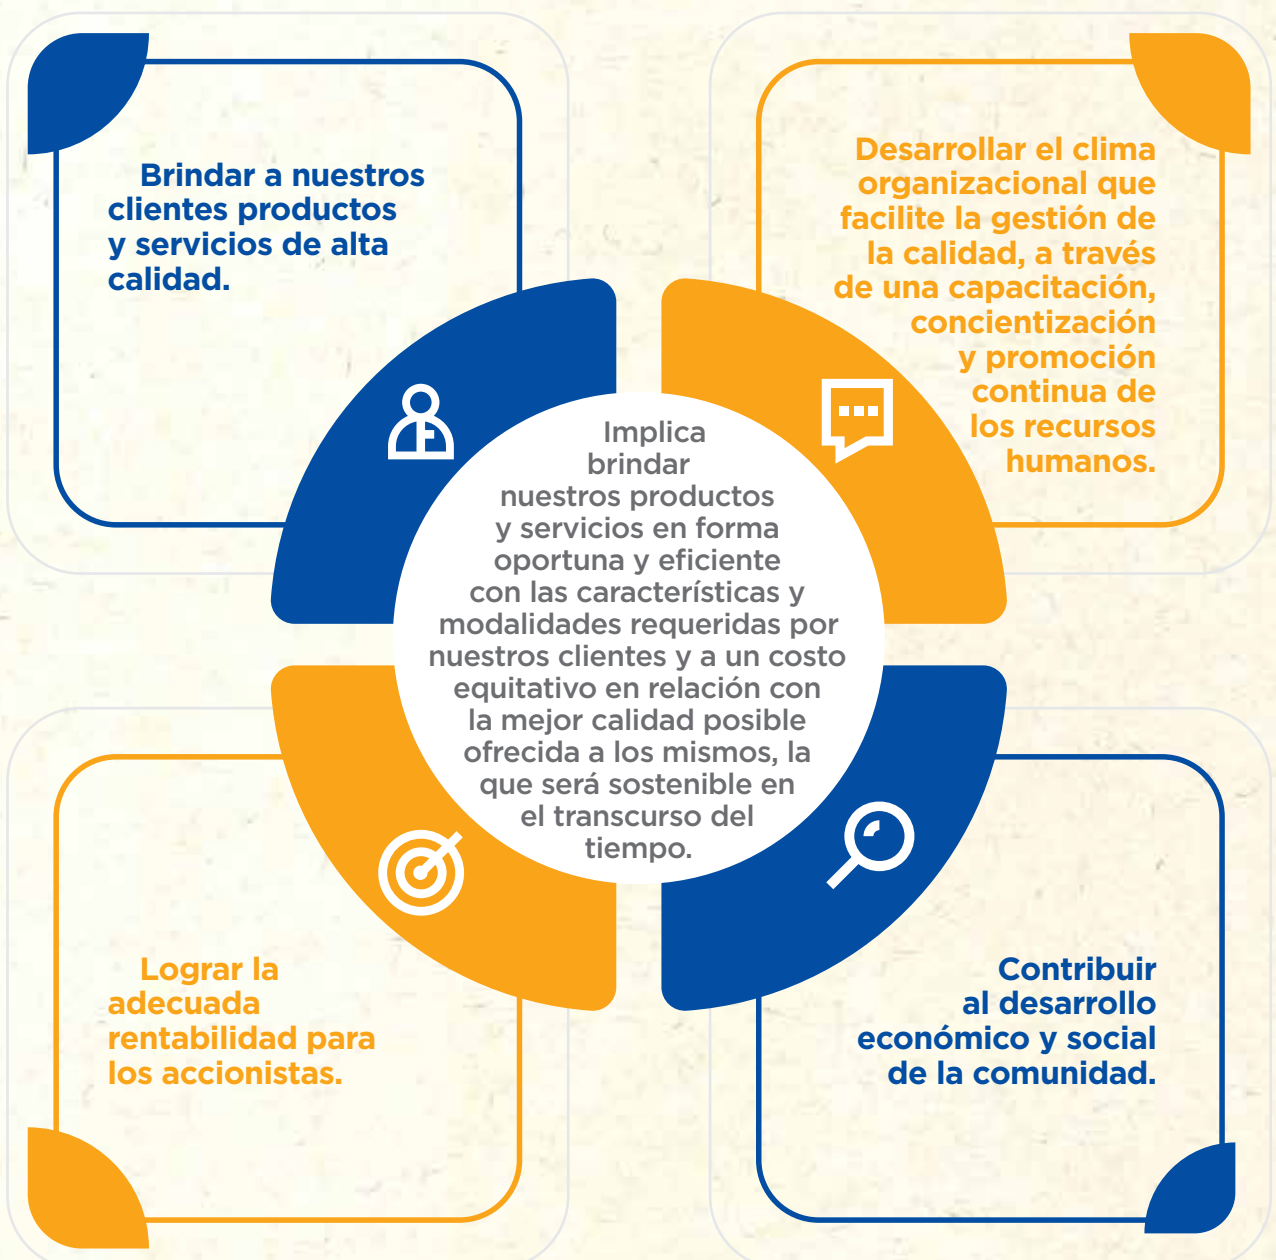 Brindar a nuestros
clientes productos
y servicios de alta
calidad.
Desarrollar el clima
organizacional que
facilite la gestión de
la calidad, a través
de una capacitación,
concientización
y promoción
continua de
los recursos
humanos.
Implica
brindar
nuestros productos
y servicios en forma
oportuna y eficiente
con las características y
modalidades requeridas por
nuestros clientes y a un costo
equitativo en relación con
la mejor calidad posible
ofrecida a los mismos, la
que será sostenible en
el transcurso del
tiempo.
Lograr la
adecuada
rentabilidad para
los accionistas.
Contribuir
al desarrollo
económico y social
de la comunidad.